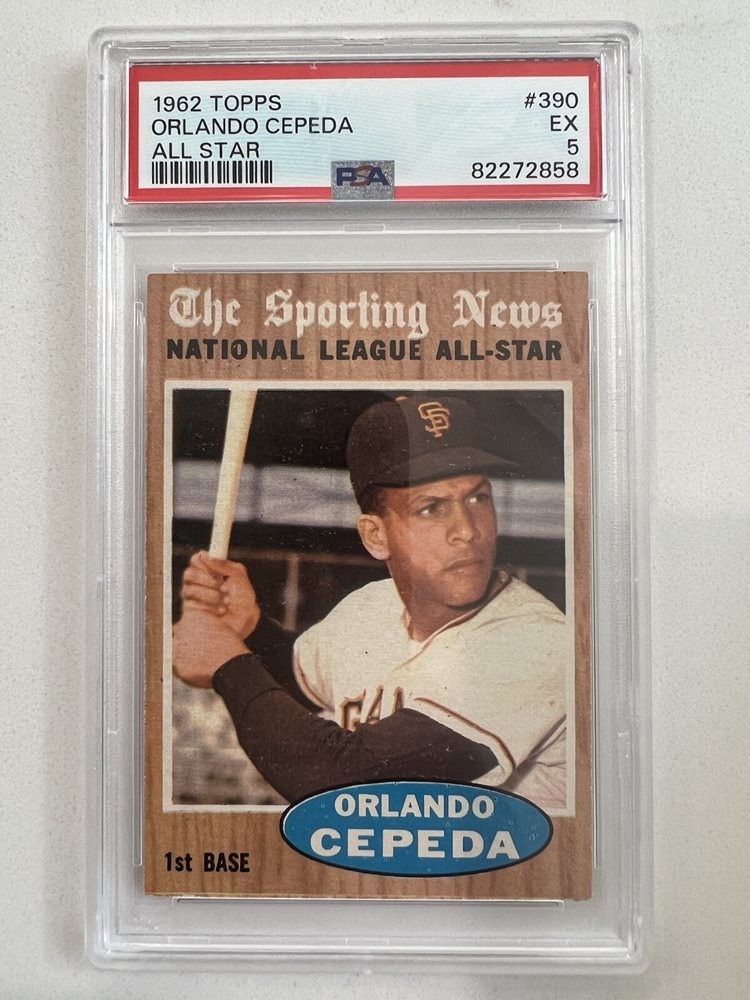 1962 TOPPS #390
ORLANDO CEPEDA EX
ALL STAR 5
PSA 82272858
The Sporting News
NATIONAL LEAGUE ALL-STAR
SF
GIA
ORLANDO
CEPEDA
1st BASE